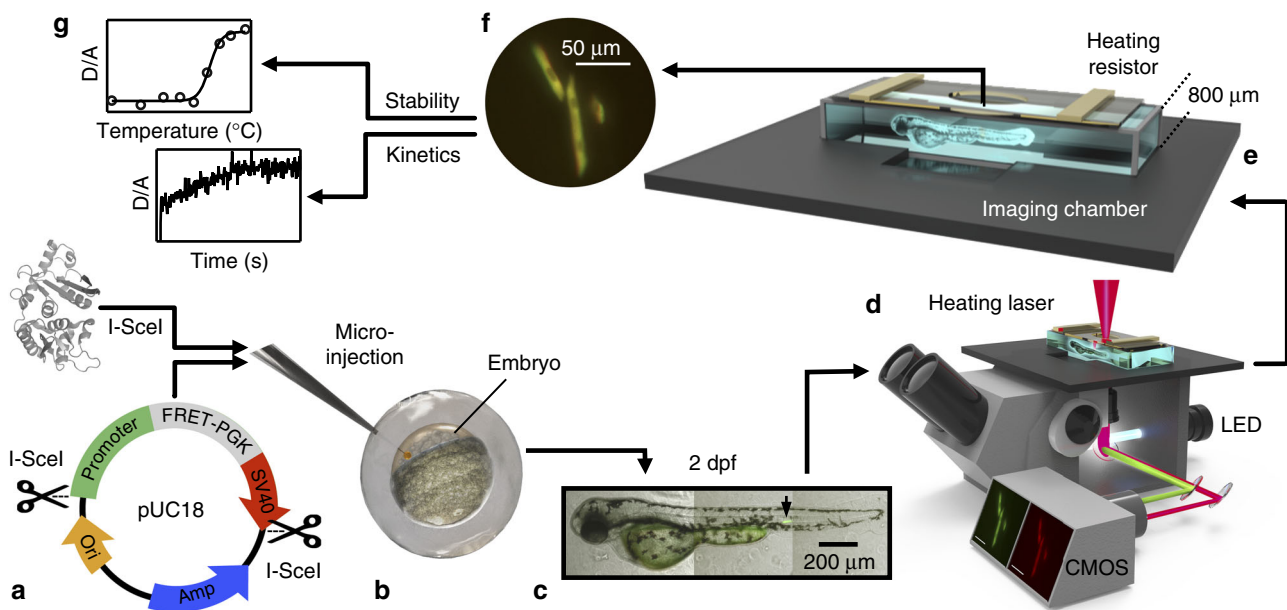 g
D/A
Temperature (°C)
D/A
Time (s)
Stability
Kinetics
f
50 μm
Heating
resistor
800 μm
e
Imaging chamber
I-SceI
Micro-
injection
Embryo
Promoter
FRET-PGK
SV40
I-SceI
pUC18
Ori
Amp
I-SceI
a
b
2 dpf
200 μm
c
d
Heating laser
LED
CMOS